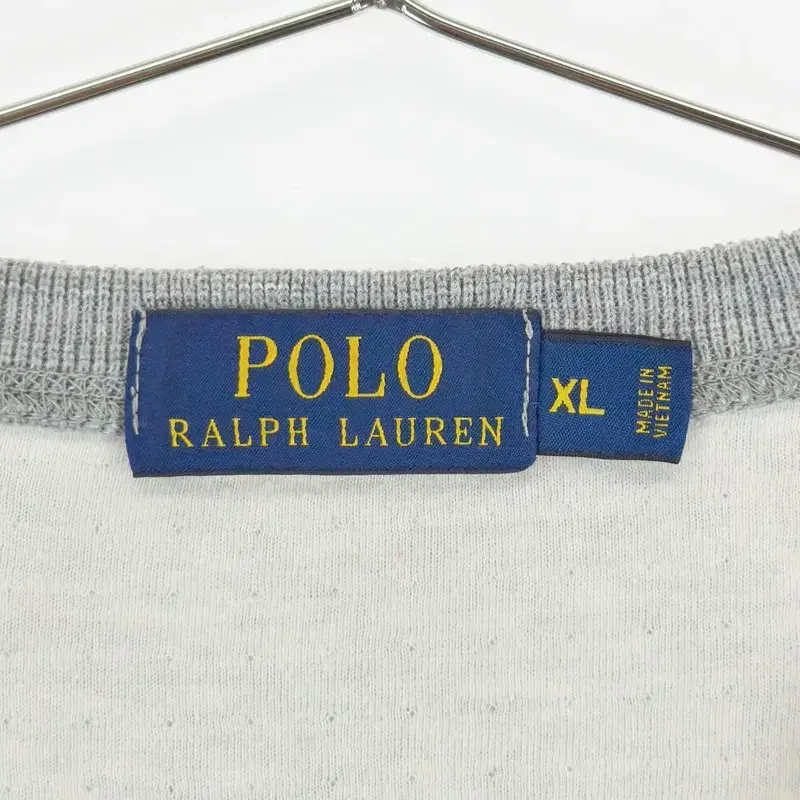 POLO
RALPH LAUREN
XL
MADE IN
VIETNAM